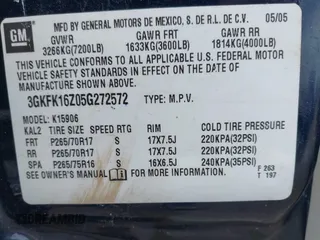 GM
MFD BY GENERAL MOTORS DE MEXICO, S. DE R.L. DE C.V. 05/05
GVWR GAWR FRT GAWR RR
3266KG(7200LB) 1633KG(3600LB) 1814KG(4000LB)
THIS VEHICLE CONFORMS TO ALL APPLICABLE U.S. FEDERAL MOTOR
VEHICLE SAFETY STANDARDS IN EFFECT ON THE DATE OF
MANUFACTURE SHOWN ABOVE.
3GKFK16Z05G272572 TYPE: M.P.V.
MODEL: K15906
KAL2 TIRE SIZE SPEED RTG RIM COLD TIRE PRESSURE
FRT P265/70R17 S 17X7.5J 220KPA(32PSI)
RR P265/70R17 S 17X7.5J 220KPA(32PSI)
SPA P265/75R16 S 16X6.5J 240KPA(35PSI)
SEE OWNER'S MANUAL FOR MORE INFORMATION. F 263
T 197